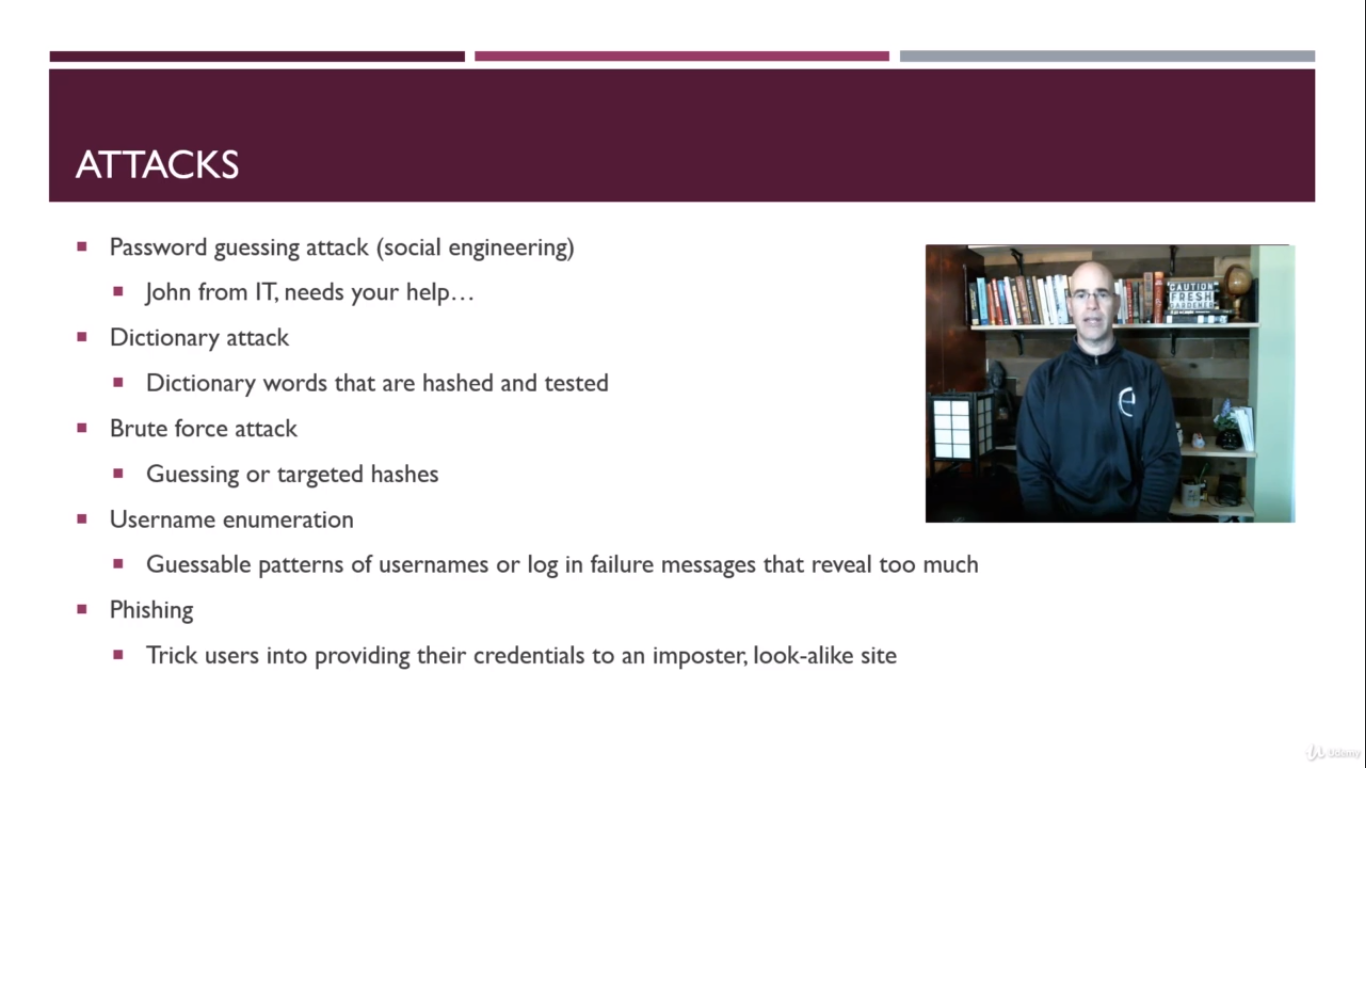 ATTACKS
Password guessing attack (social engineering)
John from IT, needs your help…
Dictionary attack
Dictionary words that are hashed and tested
Brute force attack
Guessing or targeted hashes
Username enumeration
Guessable patterns of usernames or log in failure messages that reveal too much
Phishing
Trick users into providing their credentials to an imposter, look-alike site
CAUTION
FRESH
GARDENER
Udemy